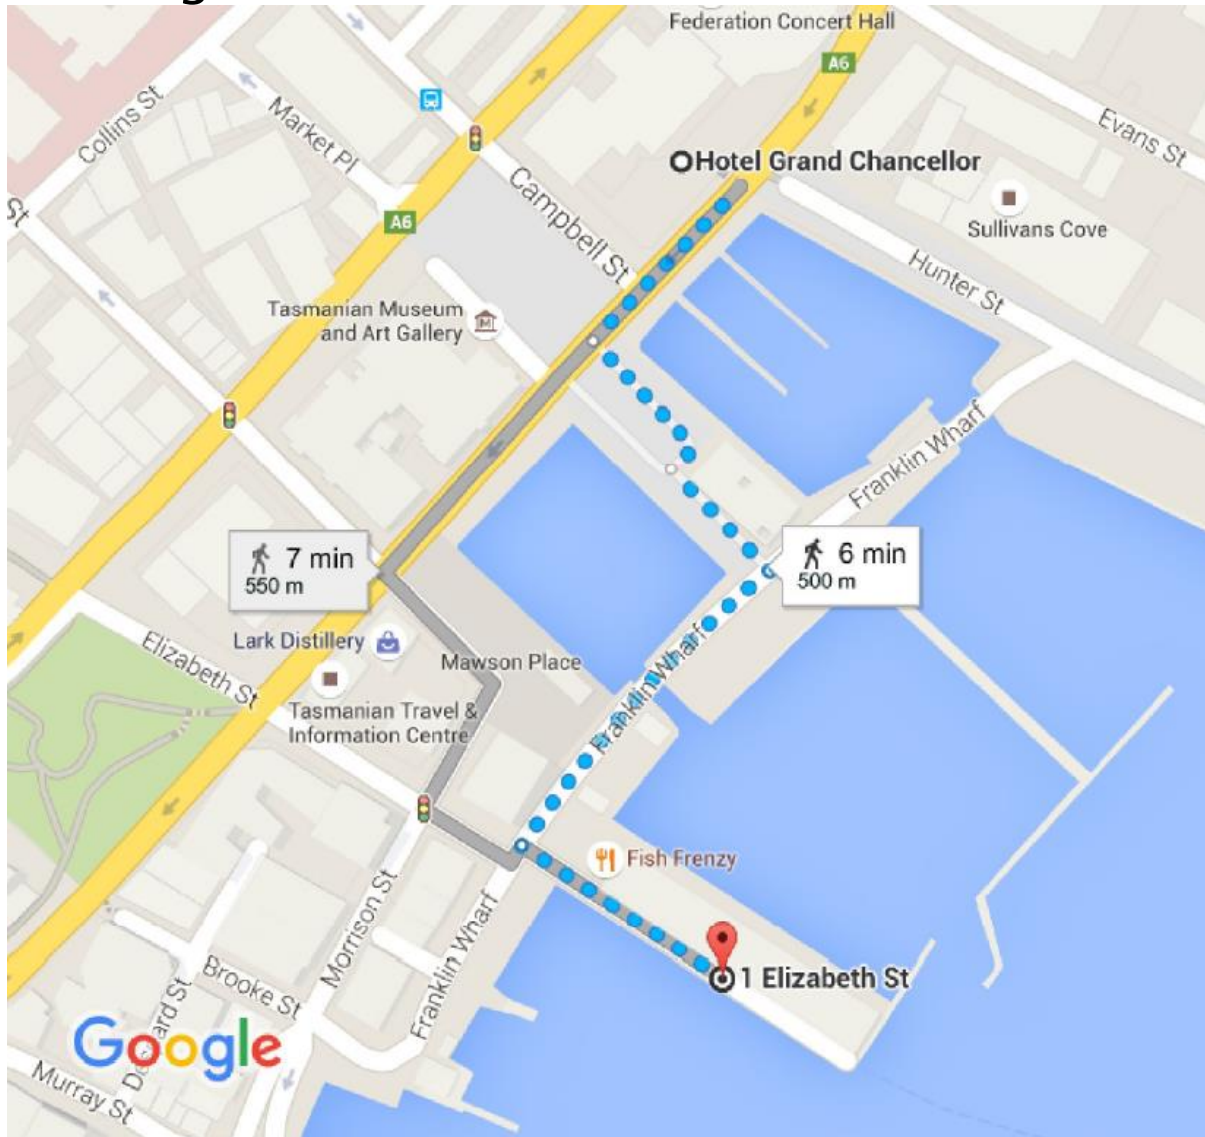 Federation Concert Hall
A6
Collins St
Market Pl
Evans St
Hotel Grand Chancellor
Campbell St
St
A6
Sullivans Cove
Hunter St
Tasmanian Museum
and Art Gallery
Franklin Wharf
7 min
550 m
6 min
500 m
Lark Distillery
Elizabeth St
Mawson Place
Franklin Wharf
Tasmanian Travel &
Information Centre
Fish Frenzy
Morrison St
Franklin Wharf
1 Elizabeth St
Brooke St
Google
Murray St